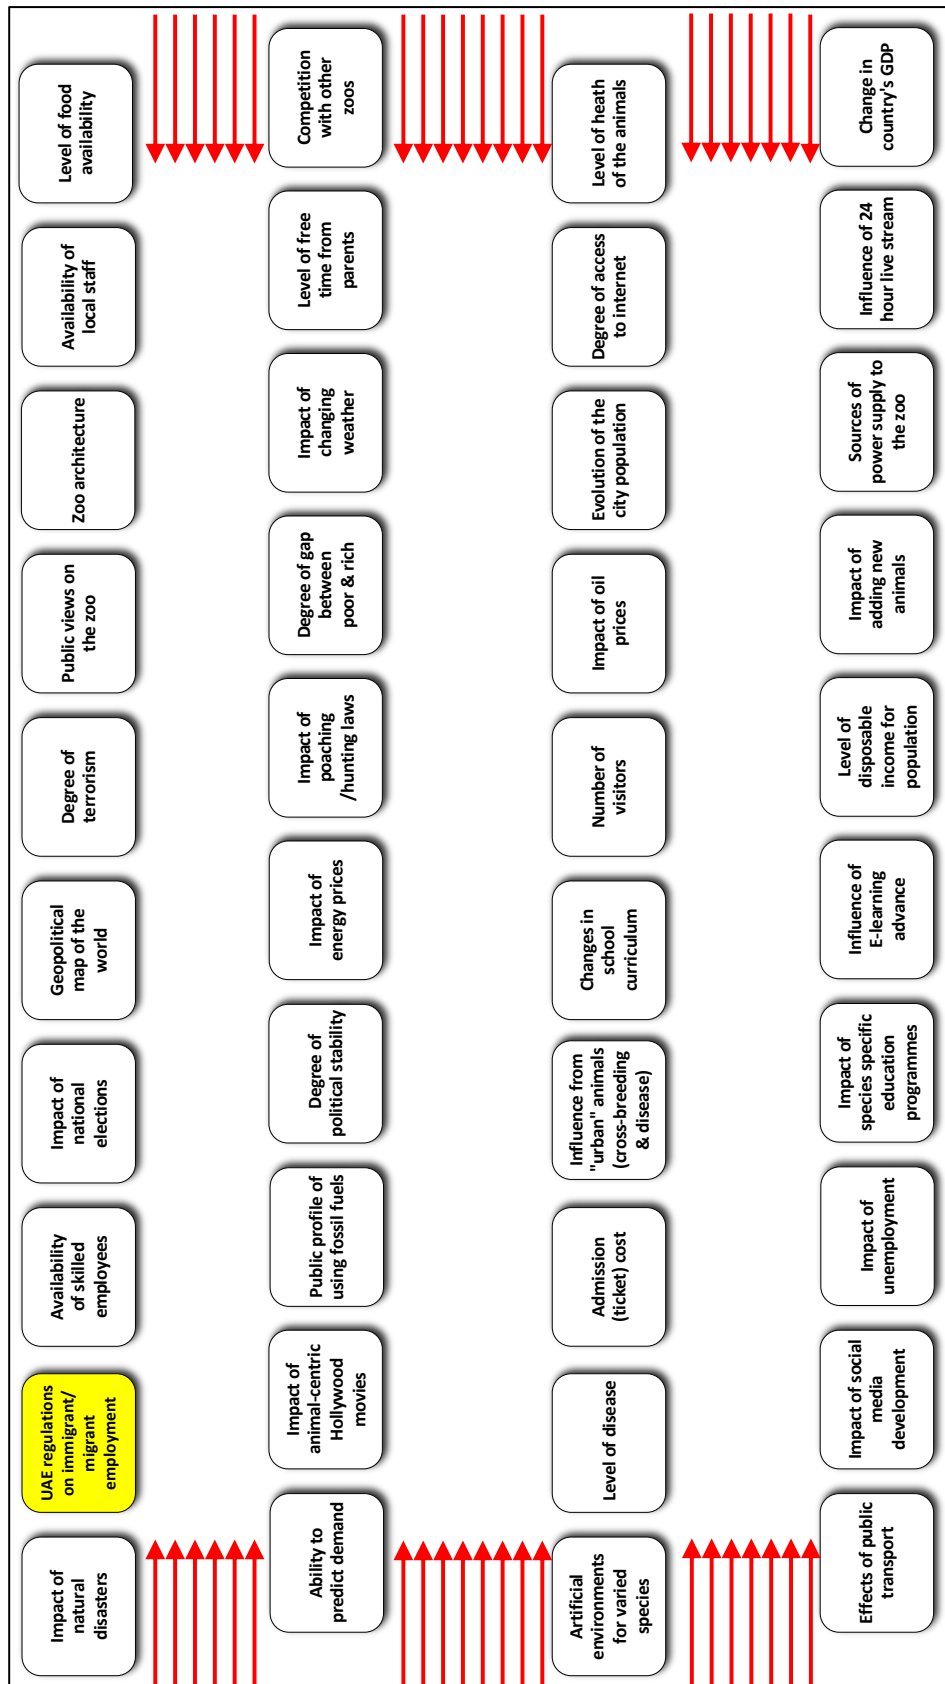 Impact of
natural
disasters
UAE regulations
on immigrant/
migrant
employment
Availability
of skilled
employees
Impact of
national
elections
Geopolitical
map of the
world
Degree of
terrorism
Public views on
the zoo
Zoo architecture
Availability of
local staff
Level of food
availability
Ability to
predict demand
Impact of
animal-centric
Hollywood
movies
Public profile of
using fossil fuels
Degree of
political stability
Impact of
energy prices
Impact of
poaching
/hunting laws
Degree of gap
between
poor & rich
Impact of
changing
weather
Level of free
time from
parents
Competition
with other
zoos
Artificial
environments
for varied
species
Level of disease
Admission
(ticket) cost
Influence from
"urban" animals
(cross-breeding
& disease)
Changes in
school
curriculum
Number of
visitors
Impact of oil
prices
Evolution of the
city population
Degree of access
to internet
Level of heath
of the animals
Effects of public
transport
Impact of social
media
development
Impact of
unemployment
Impact of
species specific
education
programmes
Influence of
E-learning
advance
Level of
disposable
income for
population
Impact of
adding new
animals
Sources of
power supply to
the zoo
Influence of 24
hour live stream
Change in
country's GDP